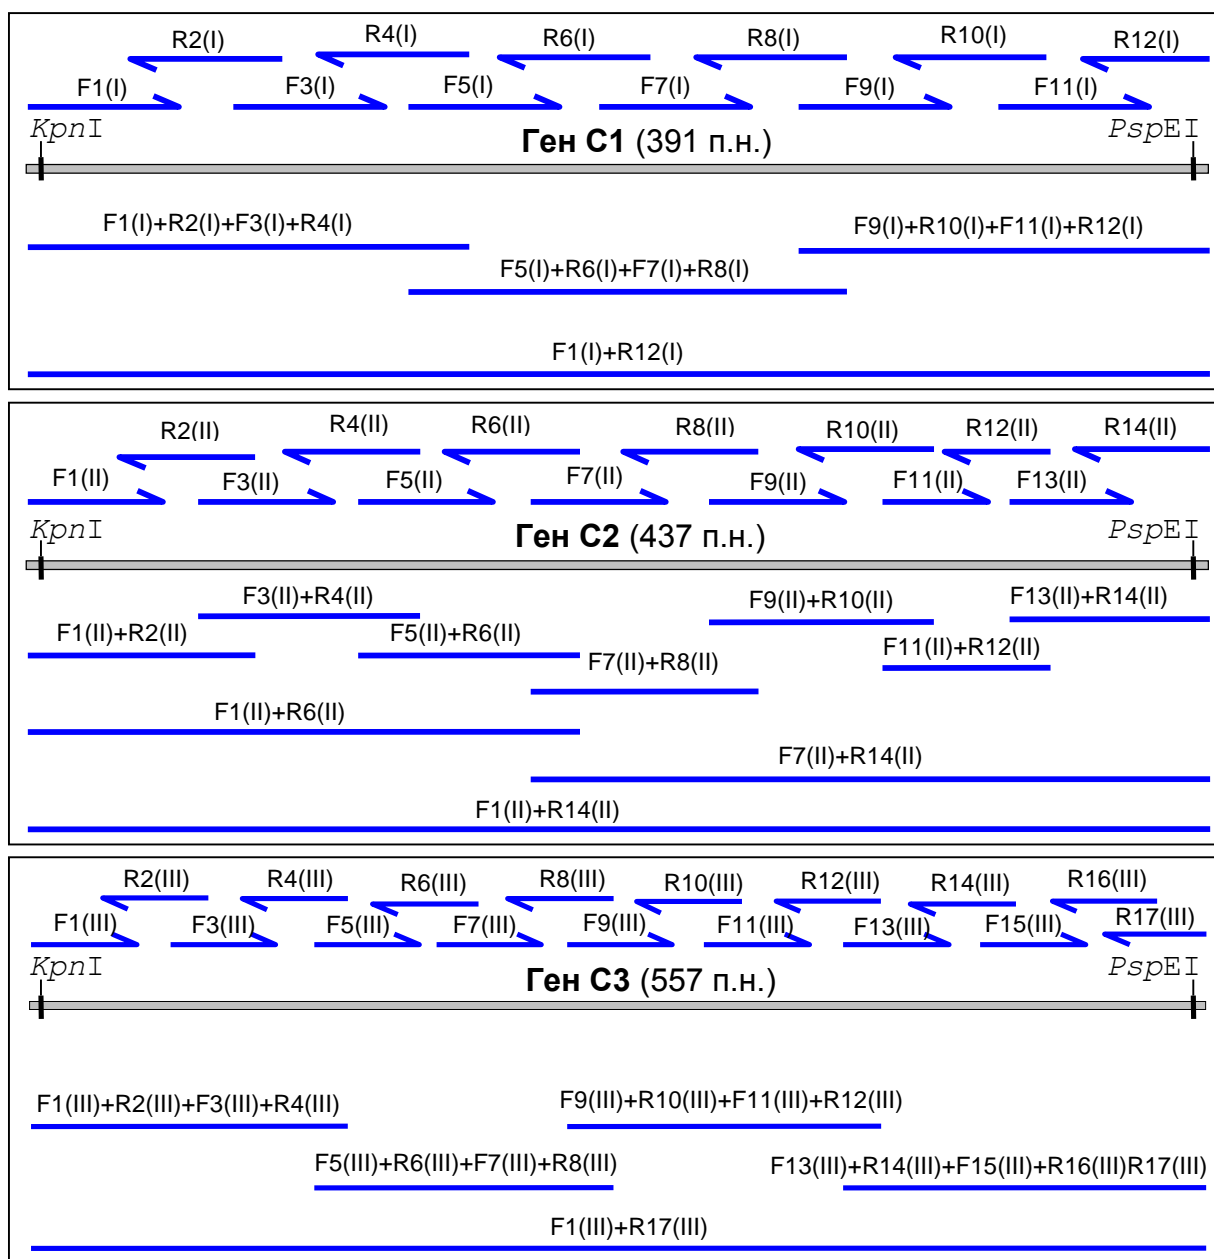 R2(I) R4(I) R6(I) R8(I) R10(I) R12(I)
F1(I) F3(I) F5(I) F7(I) F9(I) F11(I)
KpnI PspEI
Ген C1 (391 п.н.)
F1(I)+R2(I)+F3(I)+R4(I) F9(I)+R10(I)+F11(I)+R12(I)
F5(I)+R6(I)+F7(I)+R8(I)
F1(I)+R12(I)
R2(II) R4(II) R6(II) R8(II) R10(II) R12(II) R14(II)
F1(II) F3(II) F5(II) F7(II) F9(II) F11(II) F13(II)
KpnI PspEI
Ген C2 (437 п.н.)
F3(II)+R4(II) F9(II)+R10(II) F13(II)+R14(II)
F1(II)+R2(II) F5(II)+R6(II) F11(II)+R12(II)
F7(II)+R8(II)
F1(II)+R6(II)
F7(II)+R14(II)
F1(II)+R14(II)
R2(III) R4(III) R6(III) R8(III) R10(III) R12(III) R14(III) R16(III)
F1(III) F3(III) F5(III) F7(III) F9(III) F11(III) F13(III) F15(III) R17(III)
KpnI PspEI
Ген C3 (557 п.н.)
F1(III)+R2(III)+F3(III)+R4(III) F9(III)+R10(III)+F11(III)+R12(III)
F5(III)+R6(III)+F7(III)+R8(III) F13(III)+R14(III)+F15(III)+R16(III)R17(III)
F1(III)+R17(III)